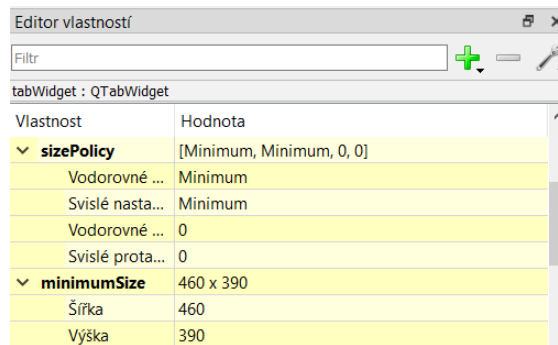 Editor vlastností
Filtr
tabWidget : QTabWidget
Vlastnost Hodnota
sizePolicy [Minimum, Minimum, 0, 0]
Vodorovné ... Minimum
Svislé nasta... Minimum
Vodorovné ... 0
Svislé prota... 0
minimumSize 460 x 390
Šířka 460
Výška 390